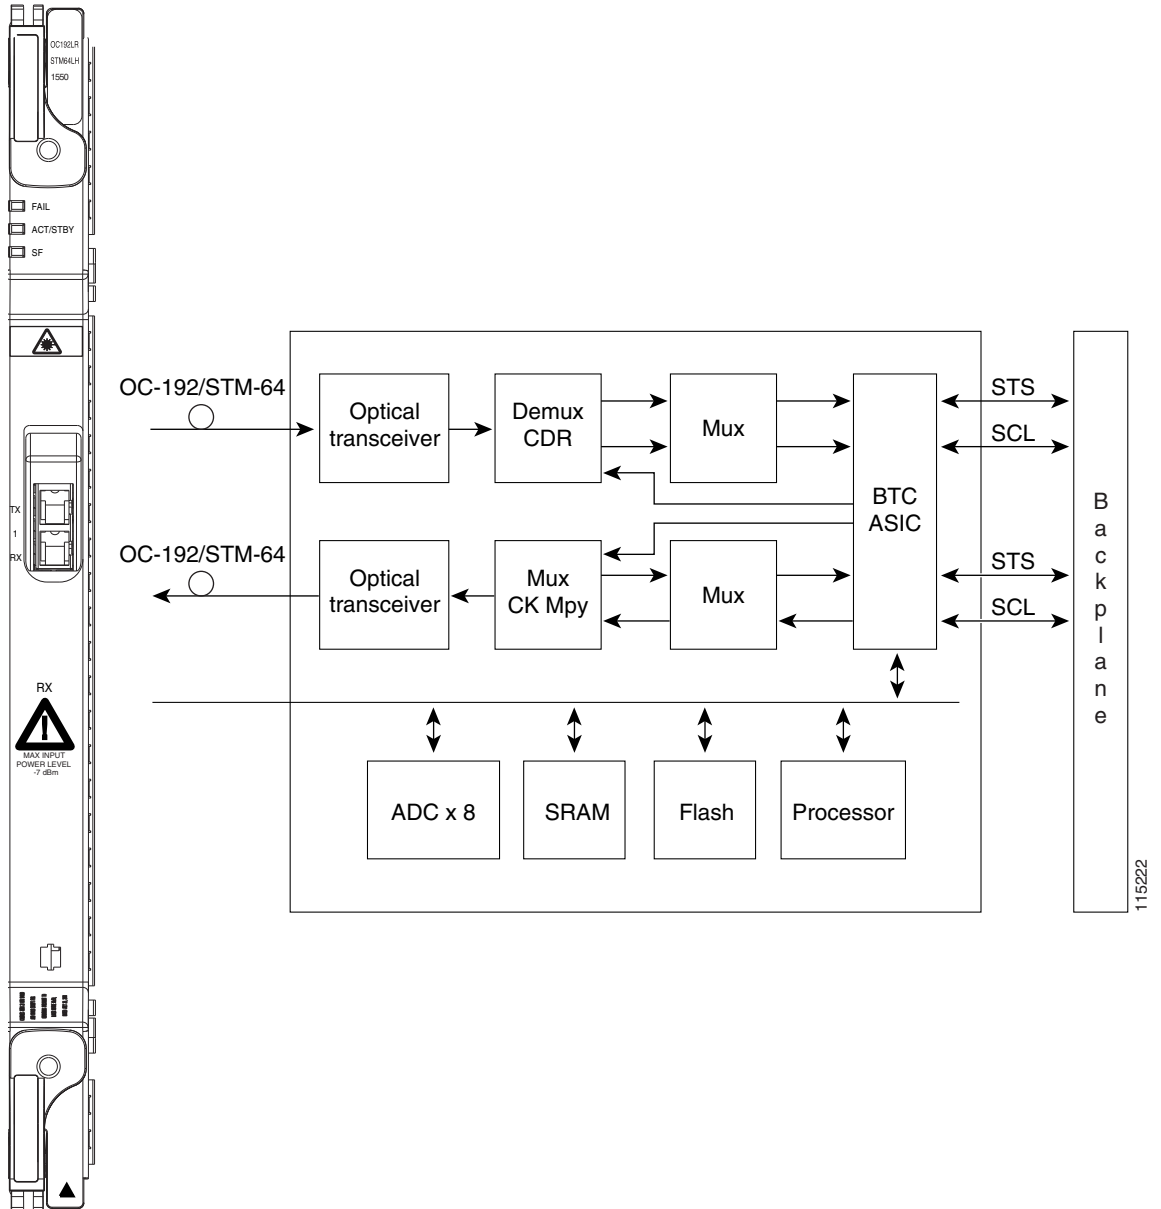 OC192LR
STM64LH
1550
FAIL
ACT/STBY
SF
TX
1
RX
RX
MAX INPUT
POWER LEVEL
-7 dBm
OC-192/STM-64
Optical
transceiver
Demux
CDR
Mux
BTC
ASIC
STS
SCL
OC-192/STM-64
Optical
transceiver
Mux
CK Mpy
Mux
STS
SCL
Backplane
ADC x 8
SRAM
Flash
Processor
115222